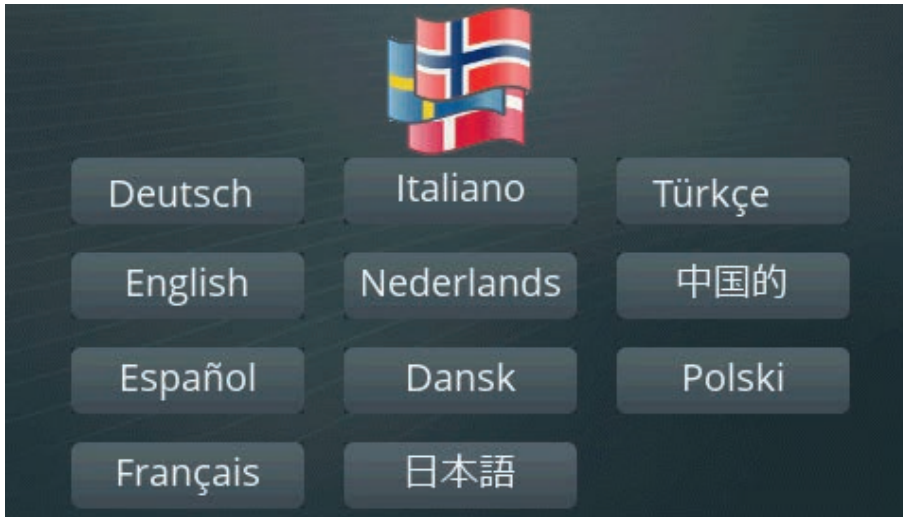 Deutsch
Italiano
Türkçe
English
Nederlands
中国的
Español
Dansk
Polski
Français
日本語